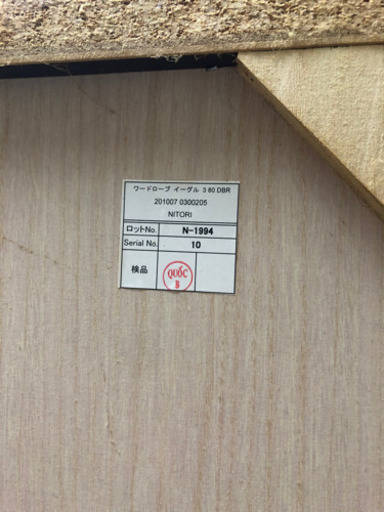 ワードローブ イーグル 3 80 DBR
201007 0300205
NITORI
ロットNo. N-1994
Serial No. 10
検品 QUỐC B